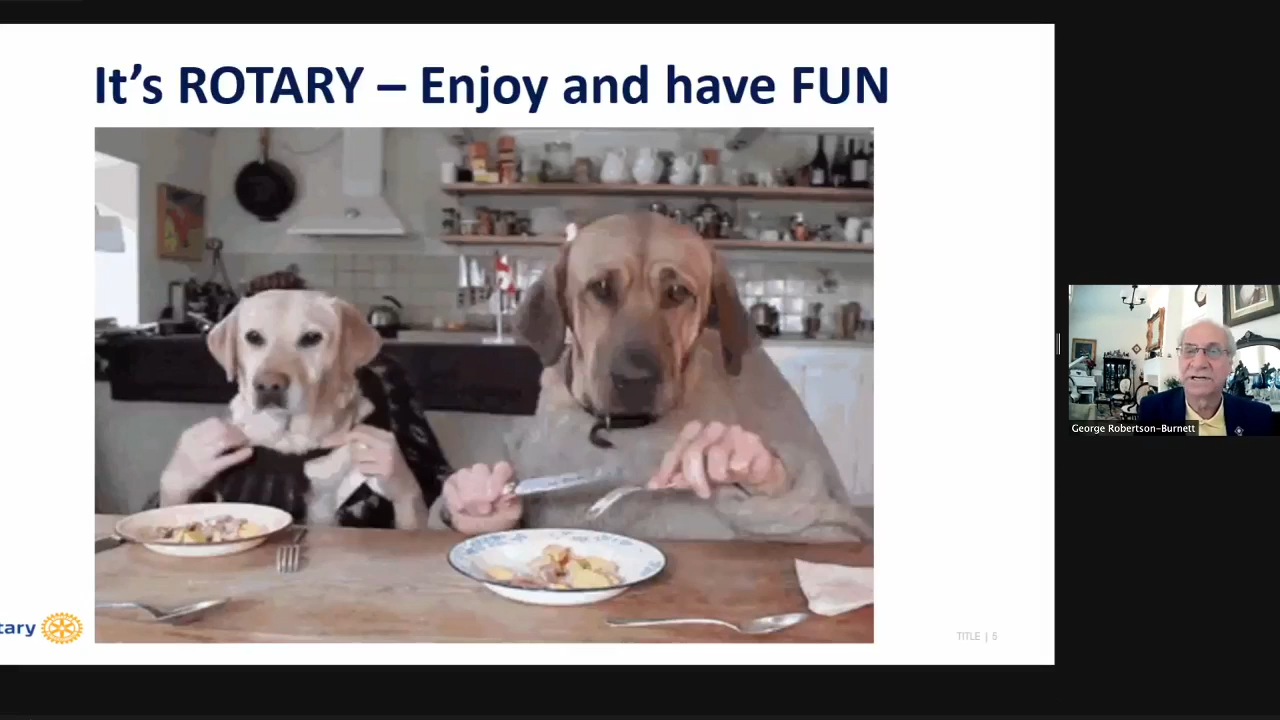 It's ROTARY – Enjoy and have FUN
George Robertson-Burnett
tary
TITLE | 5